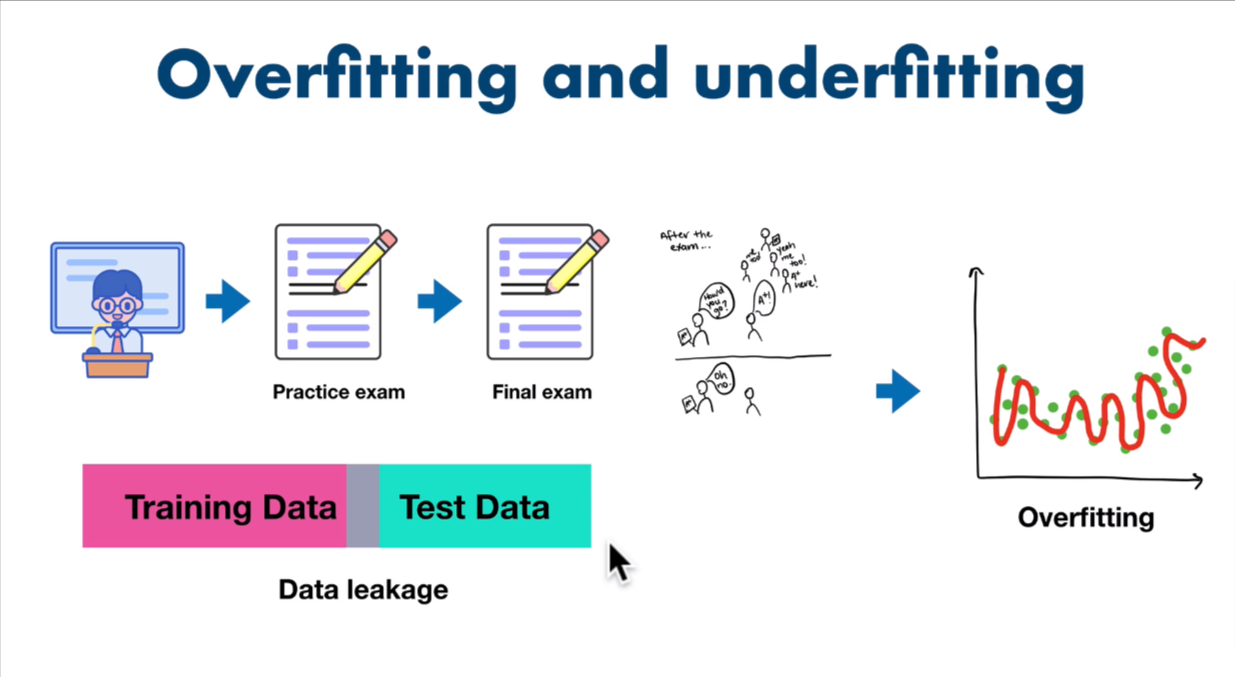 Overfitting and underfitting
After the
exam...
me
too!
yeah
me
too!
A+
here!
How'd
you
go?
A+!
Oh
no.
Practice exam
Final exam
Training Data
Test Data
Data leakage
Overfitting